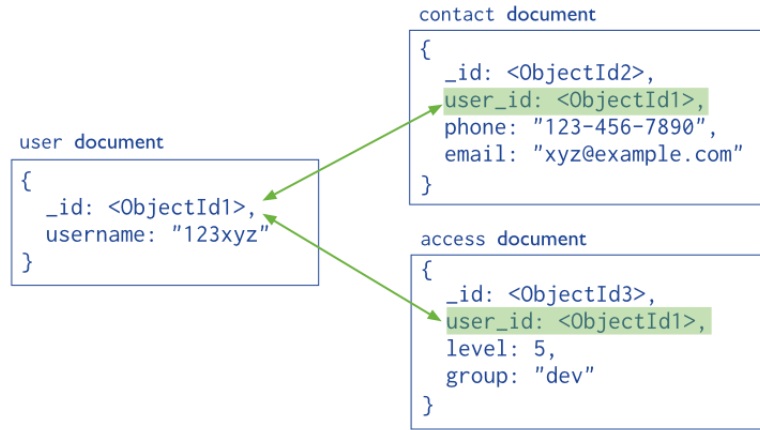 contact document
{
_id: <ObjectId2>,
user_id: <ObjectId1>,
phone: "123-456-7890",
email: "xyz@example.com"
}
user document
{
_id: <ObjectId1>,
username: "123xyz"
}
access document
{
_id: <ObjectId3>,
user_id: <ObjectId1>,
level: 5,
group: "dev"
}